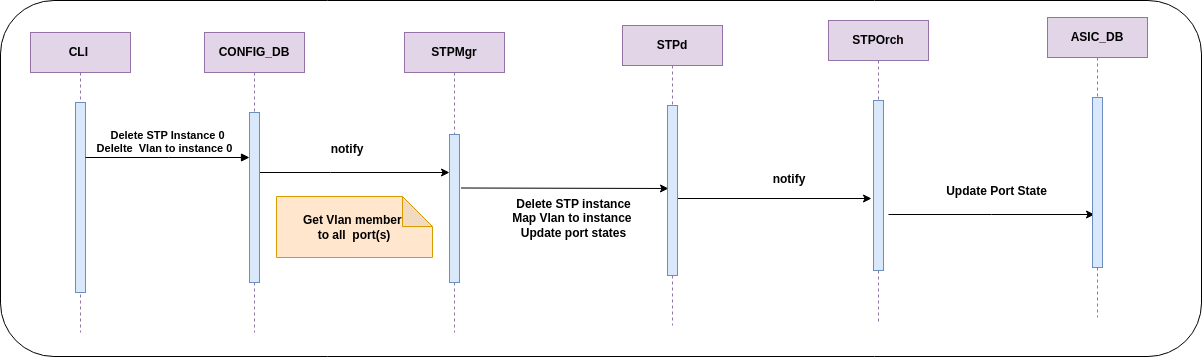 CLI
CONFIG_DB
STPMgr
STPd
STPOrch
ASIC_DB
Delete STP Instance 0
Delelte Vlan to instance 0
notify
Get Vlan member
to all port(s)
Delete STP instance
Map Vlan to instance
Update port states
notify
Update Port State